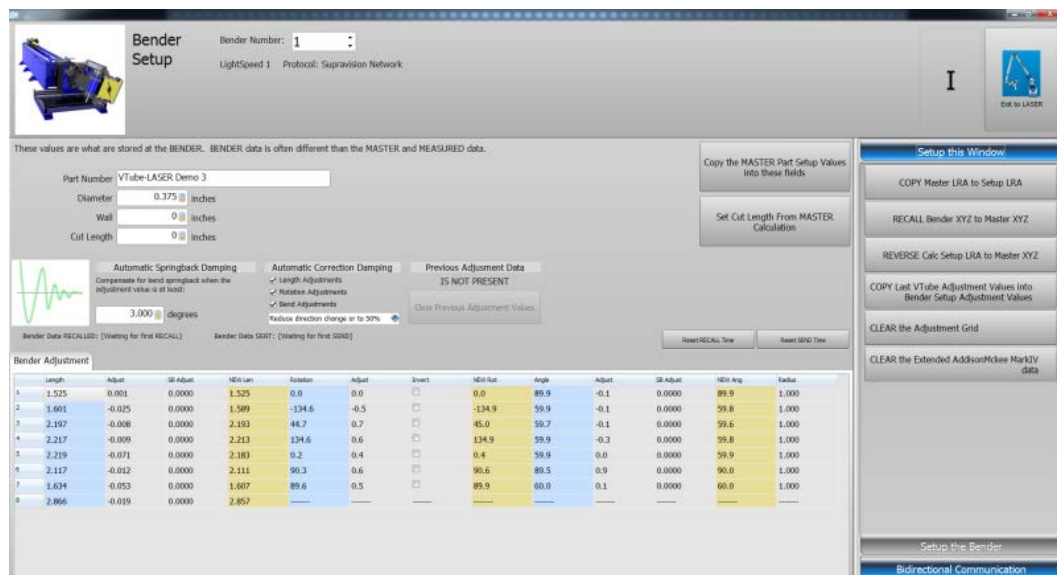 Bender Setup
Bender Number: 1
LightSpeed 1 Protocol: Supravision Network
I
Exit to LASER
These values are what are stored at the BENDER. BENDER data is often different than the MASTER and MEASURED data.
Part Number VTube-LASER Demo 3
Diameter 0.375 inches
Wall 0 inches
Cut Length 0 inches
Copy the MASTER Part Setup Values into these fields
Set Cut Length From MASTER Calculation
Automatic Springback Damping
Compensate for bend springback when the adjustment value is at least:
3.000 degrees
Automatic Correction Damping
Length Adjustments
Rotation Adjustments
Bend Adjustments
Reduce direction change or to 50%
Previous Adjusment Data
IS NOT PRESENT
Clear Previous Adjustment Values
Bender Data RECALLED: [Waiting for first RECALL] Bender Data SENT: [Waiting for first SEND]
Reset RECALL Time
Reset SEND Time
Bender Adjustment
Length Adjust SB Adjust NEW Len Rotation Adjust Invert NEW Rot Angle Adjust SB Adjust NEW Ang Radius
1 1.525 0.001 0.0000 1.525 0.0 0.0 0.0 89.9 -0.1 0.0000 89.9 1.000
2 1.601 -0.025 0.0000 1.589 -134.6 -0.5 -134.9 59.9 -0.1 0.0000 59.8 1.000
3 2.197 -0.008 0.0000 2.193 44.7 0.7 45.0 59.7 -0.1 0.0000 59.6 1.000
4 2.217 -0.009 0.0000 2.213 134.6 0.6 134.9 59.9 -0.3 0.0000 59.8 1.000
5 2.219 -0.071 0.0000 2.183 0.2 0.4 0.4 59.9 0.0 0.0000 59.9 1.000
6 2.117 -0.012 0.0000 2.111 90.3 0.6 90.6 89.5 0.9 0.0000 90.0 1.000
7 1.634 -0.053 0.0000 1.607 89.6 0.5 89.9 60.0 0.1 0.0000 60.0 1.000
8 2.866 -0.019 0.0000 2.857 ------- ------- ------- ------- ------- ------- ------- ------- -------
Setup this Window
COPY Master LRA to Setup LRA
RECALL Bender XYZ to Master XYZ
REVERSE Calc Setup LRA to Master XYZ
COPY Last VTube Adjustment Values into Bender Setup Adjustment Values
CLEAR the Adjustment Grid
CLEAR the Extended AddisonMckee MarkIV data
Setup the Bender
Bidirectional Communication